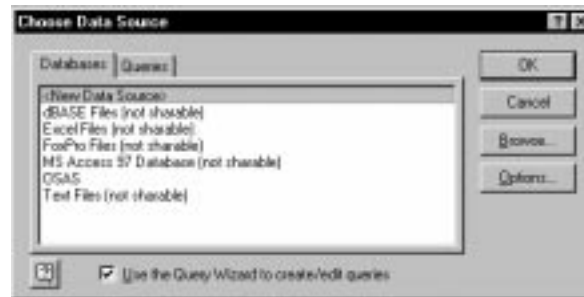 Choose Data Source
Databases Queries
<New Data Source>
dBASE Files (not sharable)
Excel Files (not sharable)
FoxPro Files (not sharable)
MS Access 97 Database (not sharable)
OSAS
Text Files (not sharable)
OK
Cancel
Browse...
Options...
Use the Query Wizard to create/edit queries